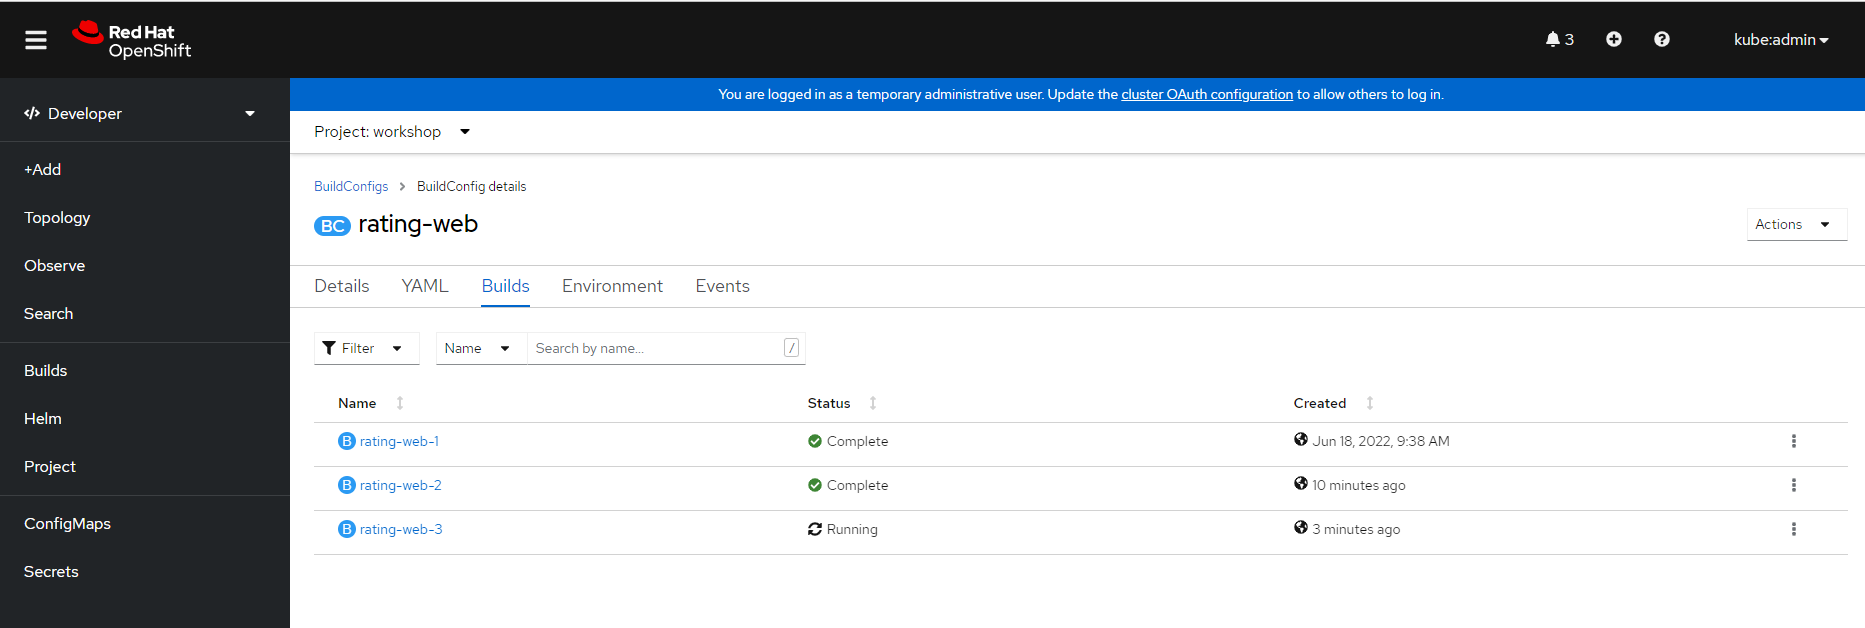 Red Hat
OpenShift
3
kube:admin
Developer
You are logged in as a temporary administrative user. Update the cluster OAuth configuration to allow others to log in.
Project: workshop
+Add
Topology
Observe
Search
Builds
Helm
Project
ConfigMaps
Secrets
BuildConfigs > BuildConfig details
BC rating-web
Actions
Details YAML Builds Environment Events
Filter Name Search by name... /
Name Status Created
B rating-web-1 Complete Jun 18, 2022, 9:38 AM
B rating-web-2 Complete 10 minutes ago
B rating-web-3 Running 3 minutes ago